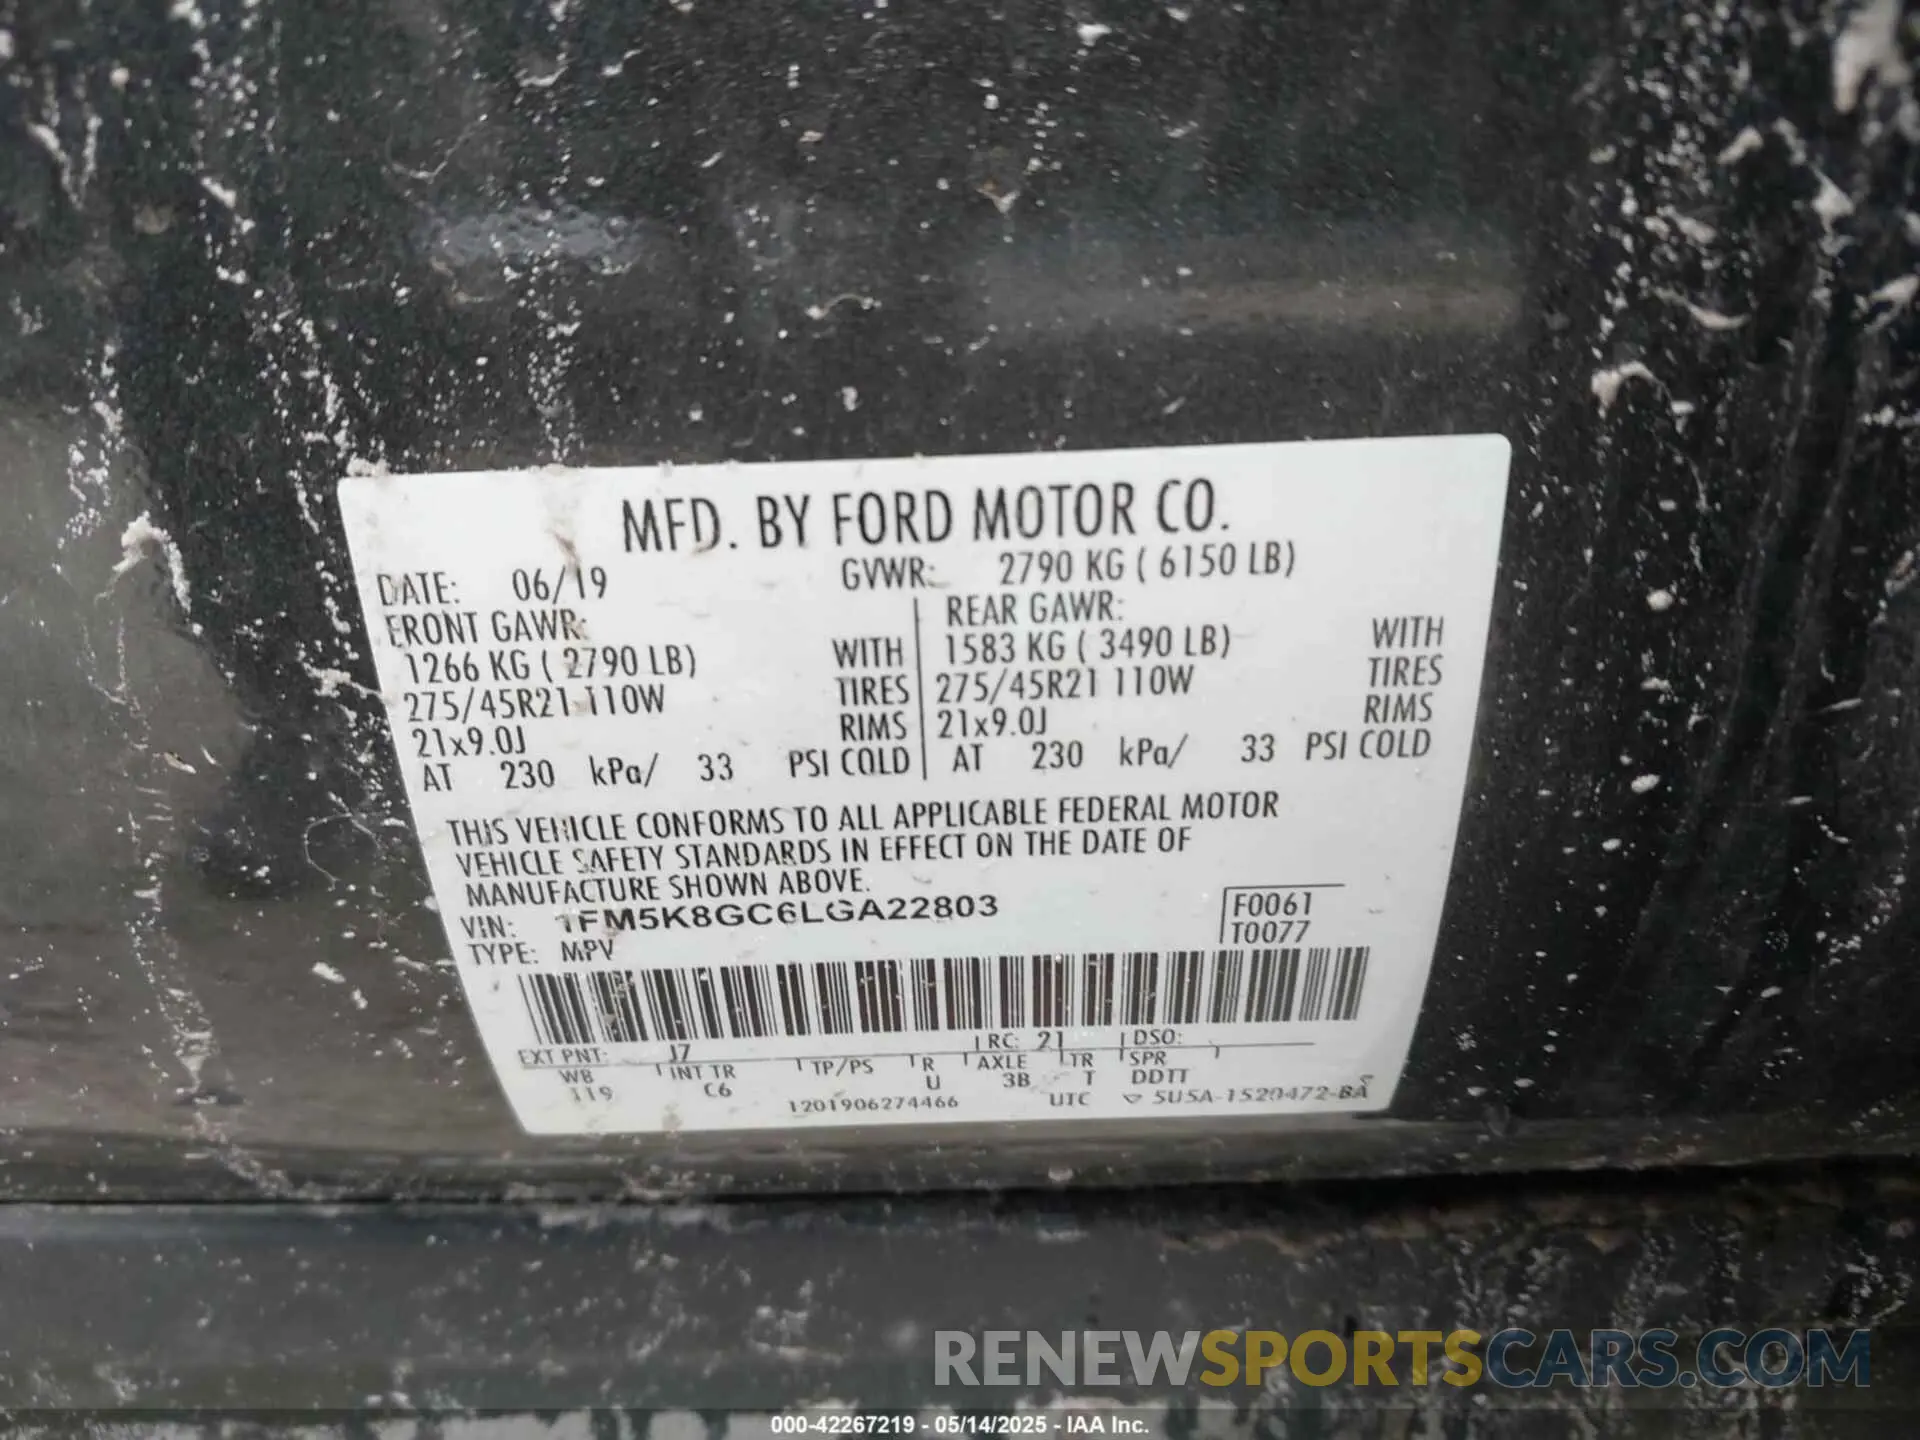 MFD. BY FORD MOTOR CO.
DATE: 06/19 GVWR: 2790 KG ( 6150 LB)
FRONT GAWR: REAR GAWR:
1266 KG ( 2790 LB) WITH 1583 KG ( 3490 LB) WITH
275/45R21 110W TIRES 275/45R21 110W TIRES
21x9.0J RIMS 21x9.0J RIMS
AT 230 kPa/ 33 PSI COLD AT 230 kPa/ 33 PSI COLD
THIS VEHICLE CONFORMS TO ALL APPLICABLE FEDERAL MOTOR
VEHICLE SAFETY STANDARDS IN EFFECT ON THE DATE OF
MANUFACTURE SHOWN ABOVE.
VIN: 1FM5K8GC6LGA22803 F0061
TYPE: MPV T0077
EXT PNT: J7 RC: 21 DSO:
WB INT TR TP/PS R AXLE TR SPR
119 C6 U 3B T DDTT
1201906274466 UTC 5U5A-1520472-BA
RENEWSPORTSCARS.COM
000-42267219 - 05/14/2025 - IAA Inc.